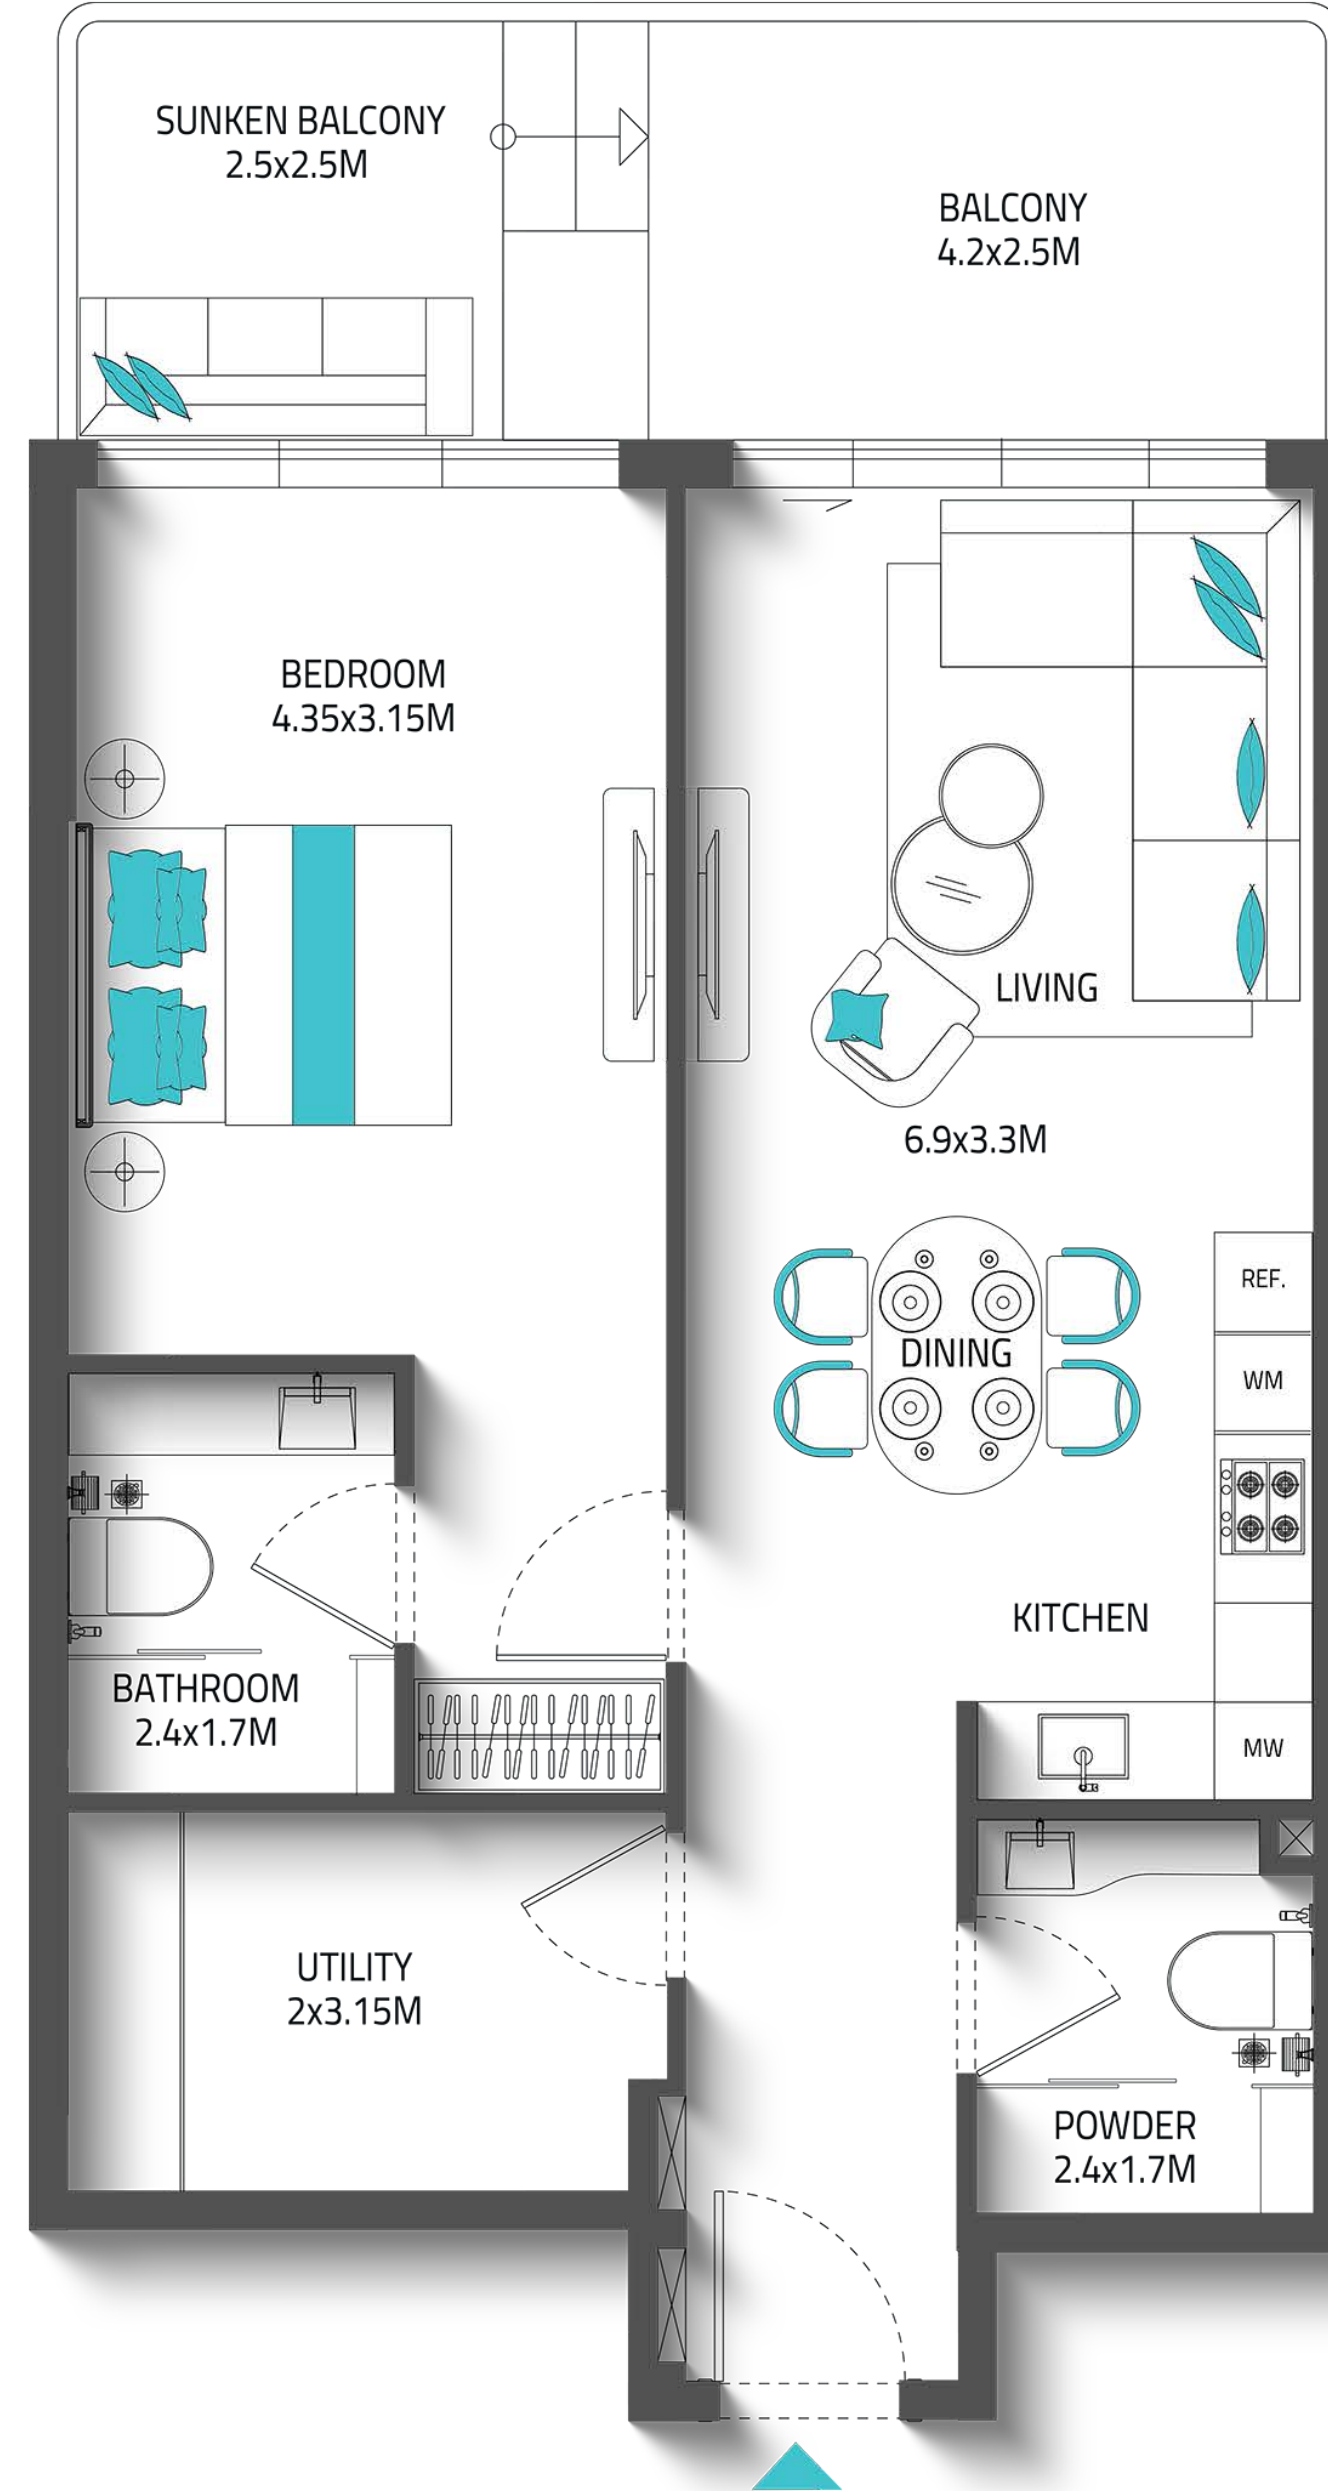 SUNKEN BALCONY
2.5x2.5M
BALCONY
4.2x2.5M
BEDROOM
4.35x3.15M
LIVING
6.9x3.3M
REF.
DINING
WM
KITCHEN
BATHROOM
2.4x1.7M
MW
UTILITY
2x3.15M
POWDER
2.4x1.7M